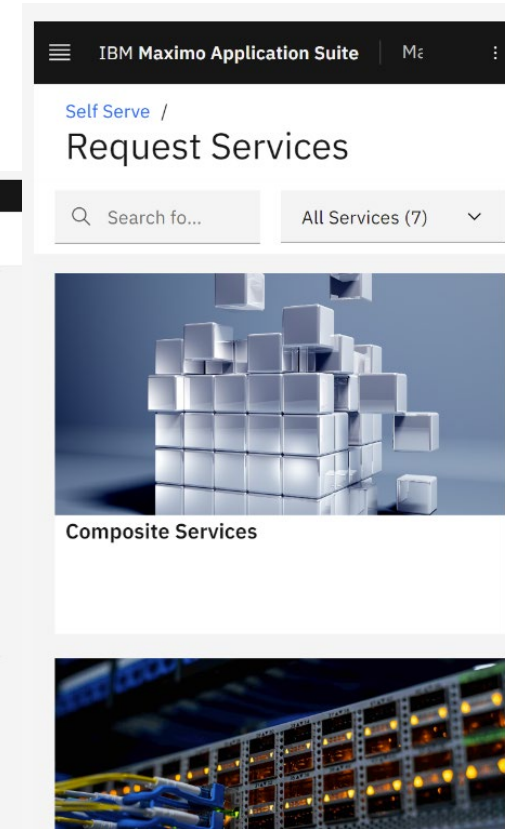 IBM Maximo Application Suite
Self Serve /
Request Services
Search fo...
All Services (7)
Composite Services